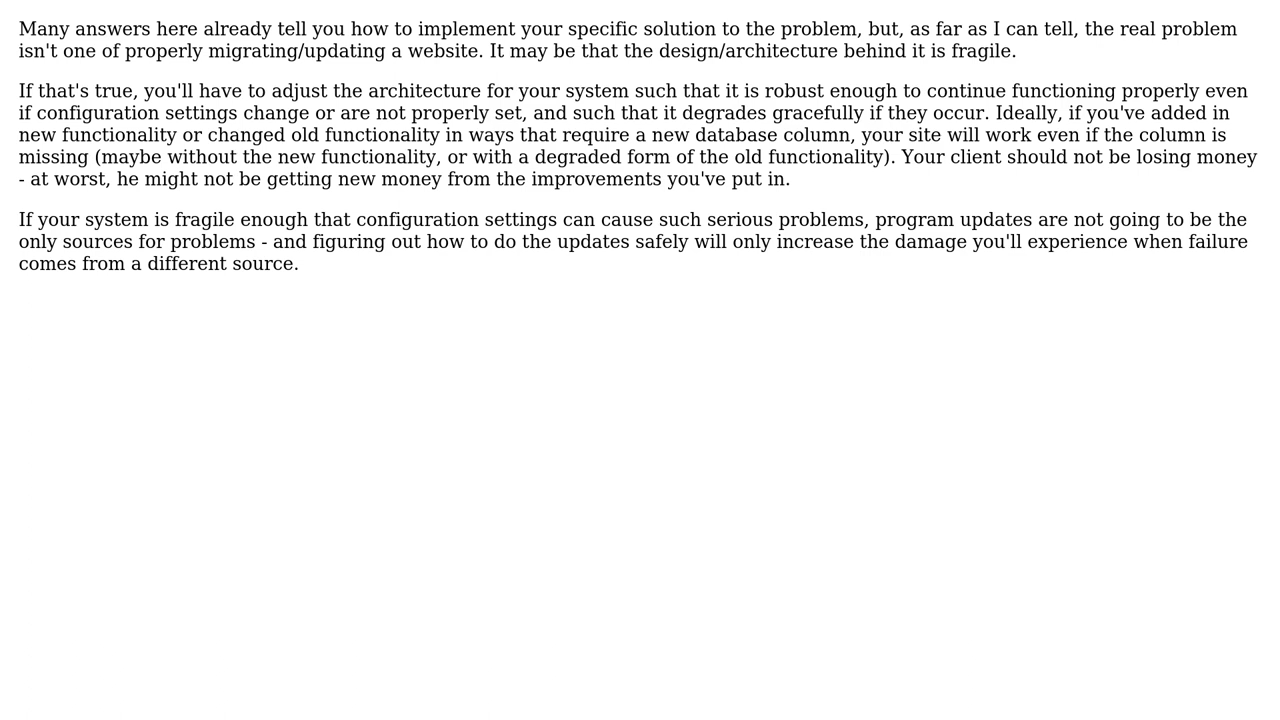 Many answers here already tell you how to implement your specific solution to the problem, but, as far as I can tell, the real problem
isn't one of properly migrating/updating a website. It may be that the design/architecture behind it is fragile.
If that's true, you'll have to adjust the architecture for your system such that it is robust enough to continue functioning properly even
if configuration settings change or are not properly set, and such that it degrades gracefully if they occur. Ideally, if you've added in
new functionality or changed old functionality in ways that require a new database column, your site will work even if the column is
missing (maybe without the new functionality, or with a degraded form of the old functionality). Your client should not be losing money
- at worst, he might not be getting new money from the improvements you've put in.
If your system is fragile enough that configuration settings can cause such serious problems, program updates are not going to be the
only sources for problems - and figuring out how to do the updates safely will only increase the damage you'll experience when failure
comes from a different source.